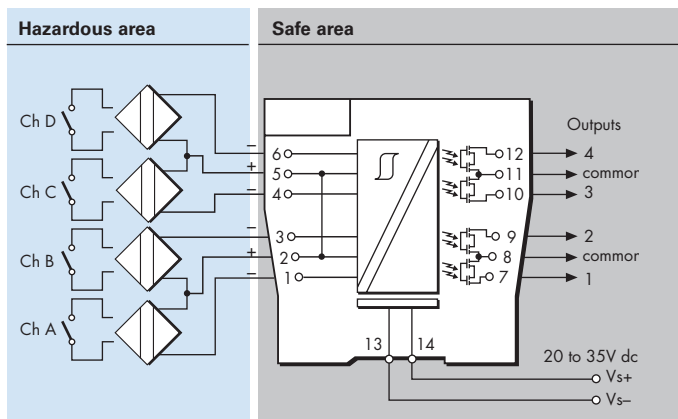 Hazardous area
Safe area
Ch D
Ch C
Ch B
Ch A
−
+
−
−
+
−
6
5
4
3
2
1
12
11
10
9
8
7
Outputs
4
commor
3
2
commor
1
13
14
20 to 35V dc
Vs+
Vs−